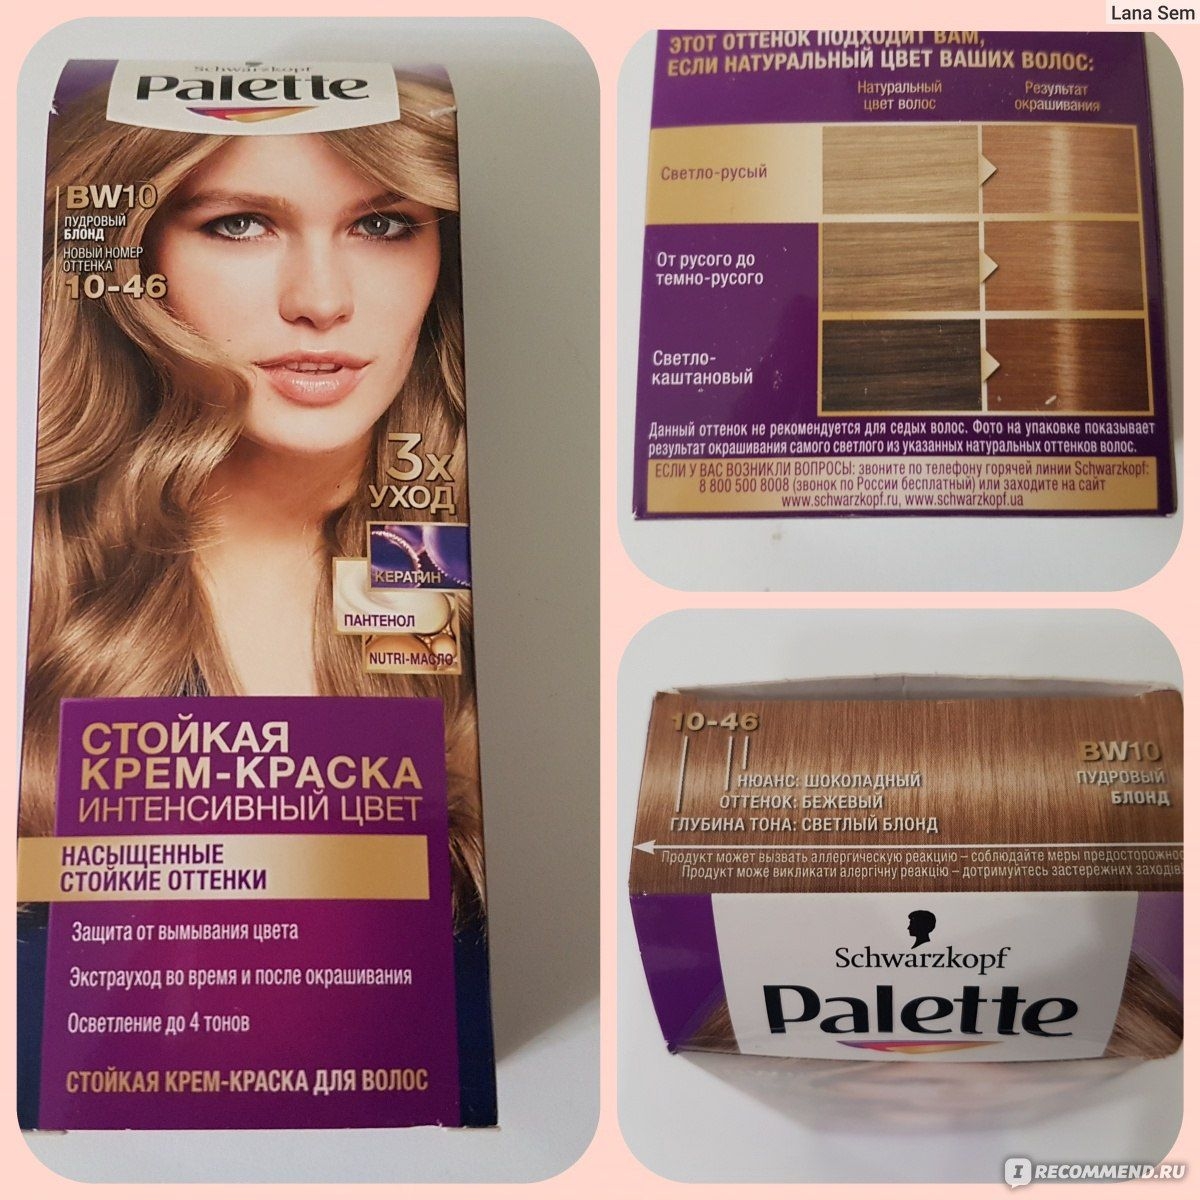 Lana Sem
Schwarzkopf
Palette
BW10
ПУДРОВЫЙ
БЛОНД
НОВЫЙ НОМЕР
ОТТЕНКА
10-46
3x
УХОД
КЕРАТИН
ПАНТЕНОЛ
NUTRI-МАСЛО
СТОЙКАЯ
КРЕМ-КРАСКА
ИНТЕНСИВНЫЙ ЦВЕТ
НАСЫЩЕННЫЕ
СТОЙКИЕ ОТТЕНКИ
Защита от вымывания цвета
Экстрауход во время и после окрашивания
Осветление до 4 тонов
СТОЙКАЯ КРЕМ-КРАСКА ДЛЯ ВОЛОС
ЭТОТ ОТТЕНОК ПОДХОДИТ ВАМ,
ЕСЛИ НАТУРАЛЬНЫЙ ЦВЕТ ВАШИХ ВОЛОС:
Натуральный
цвет волос
Результат
окрашивания
Светло-русый
От русого до
темно-русого
Светло-
каштановый
Данный оттенок не рекомендуется для седых волос. Фото на упаковке показывает
результат окрашивания самого светлого из указанных натуральных оттенков волос.
ЕСЛИ У ВАС ВОЗНИКЛИ ВОПРОСЫ: звоните по телефону горячей линии Schwarzkopf:
8 800 500 8008 (звонок по России бесплатный) или заходите на сайт
www.schwarzkopf.ru, www.schwarzkopf.ua
10-46
НЮАНС: ШОКОЛАДНЫЙ
ОТТЕНОК: БЕЖЕВЫЙ
ГЛУБИНА ТОНА: СВЕТЛЫЙ БЛОНД
BW10
ПУДРОВЫЙ
БЛОНД
Продукт может вызвать аллергическую реакцию – соблюдайте меры предосторожнос
Продукт може викликати алергічну реакцію – дотримуйтесь застережних заходів!
Schwarzkopf
Palette
I RECOMMEND.RU